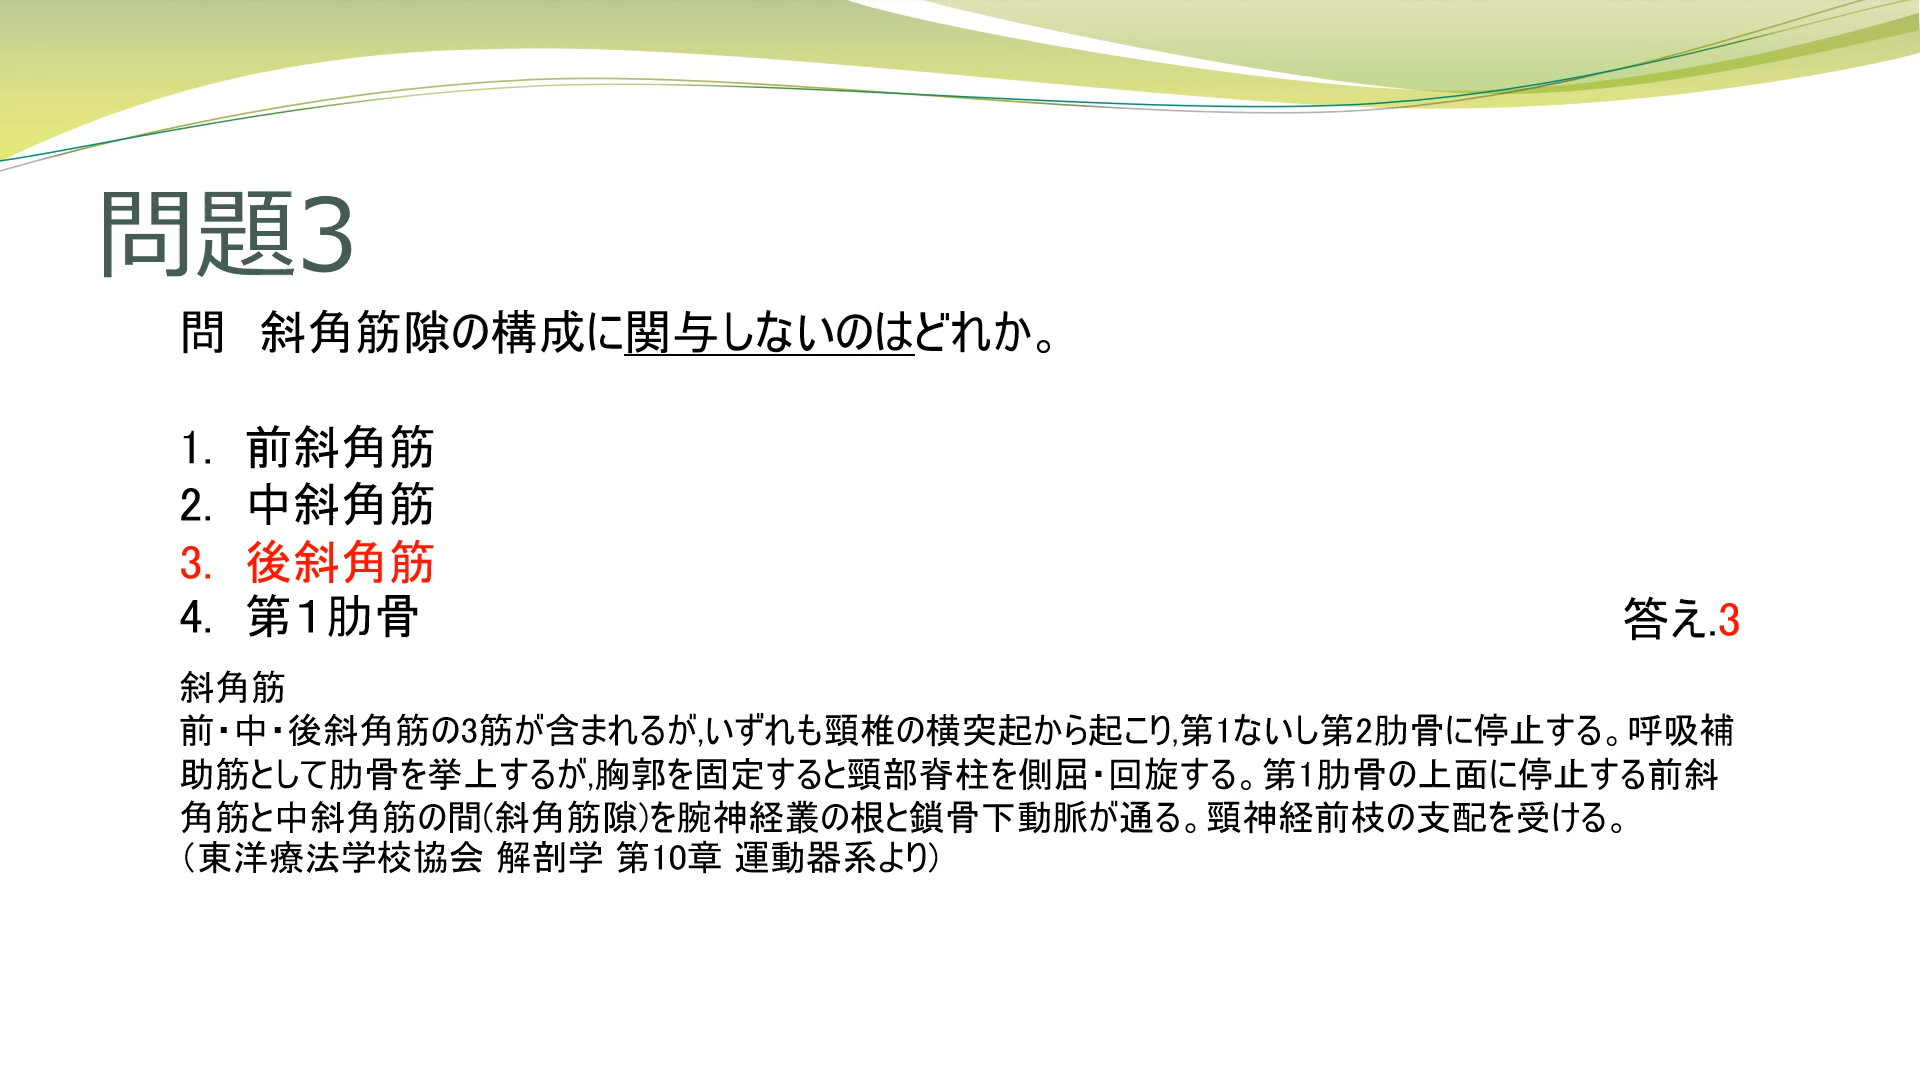 問題3
問　斜角筋隙の構成に関与しないのはどれか。
1.　前斜角筋
2.　中斜角筋
3.　後斜角筋
4.　第１肋骨
答え.3
斜角筋
前・中・後斜角筋の3筋が含まれるが,いずれも頸椎の横突起から起こり,第1ないし第2肋骨に停止する。呼吸補
助筋として肋骨を挙上するが,胸郭を固定すると頸部脊柱を側屈・回旋する。第1肋骨の上面に停止する前斜
角筋と中斜角筋の間(斜角筋隙)を腕神経叢の根と鎖骨下動脈が通る。頸神経前枝の支配を受ける。
（東洋療法学校協会 解剖学 第10章 運動器系より）